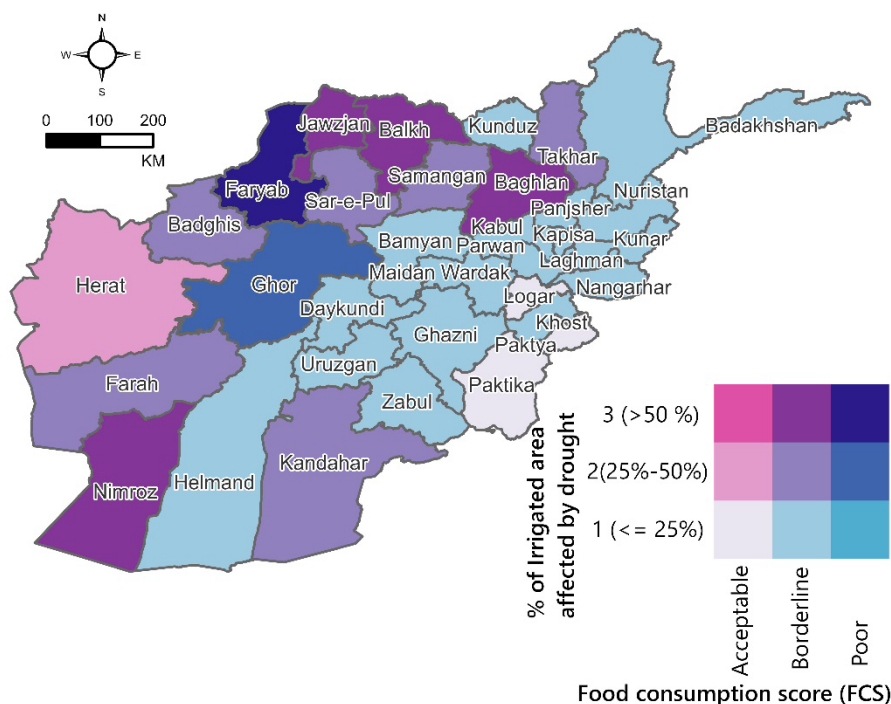 N
W E
S
0 100 200
KM
Jawzjan
Balkh
Kunduz
Badakhshan
Takhar
Faryab
Samangan
Baghlan
Nuristan
Sar-e-Pul
Panjsher
Badghis
Kabul
Kapisa
Kunar
Bamyan
Parwan
Laghman
Herat
Ghor
Maidan Wardak
Nangarhar
Logar
Daykundi
Khost
Ghazni
Paktya
Uruzgan
Farah
Zabul
Paktika
Kandahar
Nimroz
Helmand
% of Irrigated area
affected by drought
3 (>50 %)
2(25%-50%)
1 (<= 25%)
Acceptable
Borderline
Poor
Food consumption score (FCS)